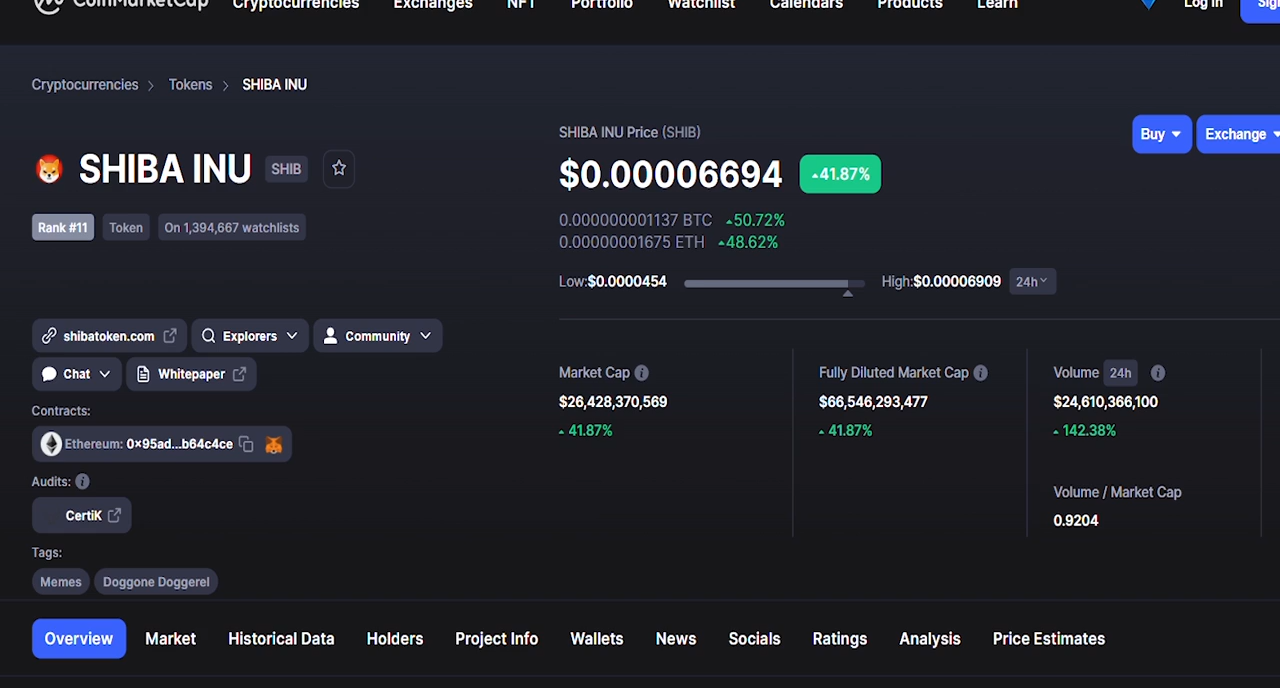 CoinMarketCap Cryptocurrencies Exchanges NFT Portfolio Watchlist Calendars Products Learn Log In
Cryptocurrencies Tokens SHIBA INU
SHIBA INU SHIB
Rank #11 Token On 1,394,667 watchlists
shibatoken.com Explorers Community
Chat Whitepaper
Contracts:
Ethereum: 0x95ad...b64c4ce
Audits:
CertiK
Tags:
Memes Doggone Doggerel
SHIBA INU Price (SHIB)
$0.00006694 41.87%
0.000000001137 BTC 50.72%
0.00000001675 ETH 48.62%
Low:$0.0000454 High:$0.00006909 24h
Buy Exchange
Market Cap
$26,428,370,569
41.87%
Fully Diluted Market Cap
$66,546,293,477
41.87%
Volume 24h
$24,610,366,100
142.38%
Volume / Market Cap
0.9204
Overview Market Historical Data Holders Project Info Wallets News Socials Ratings Analysis Price Estimates